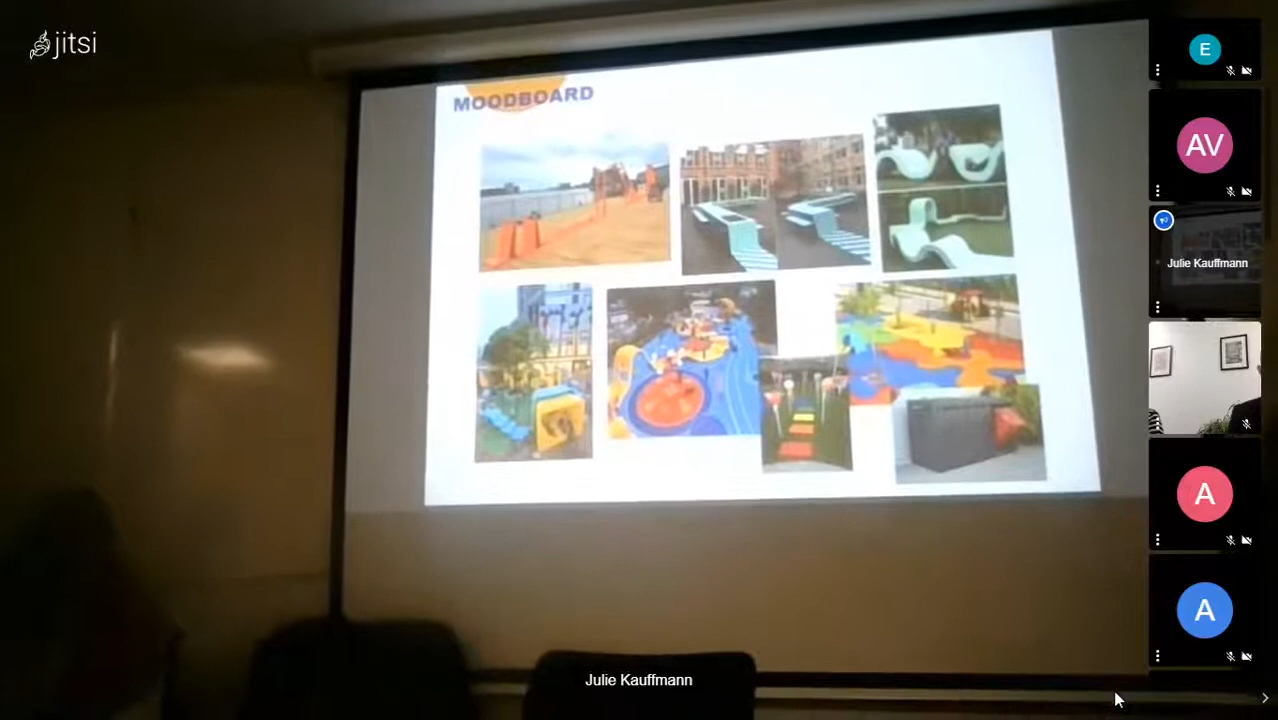 jitsi
MOODBOARD
E
AV
Julie Kauffmann
A
A
Julie Kauffmann